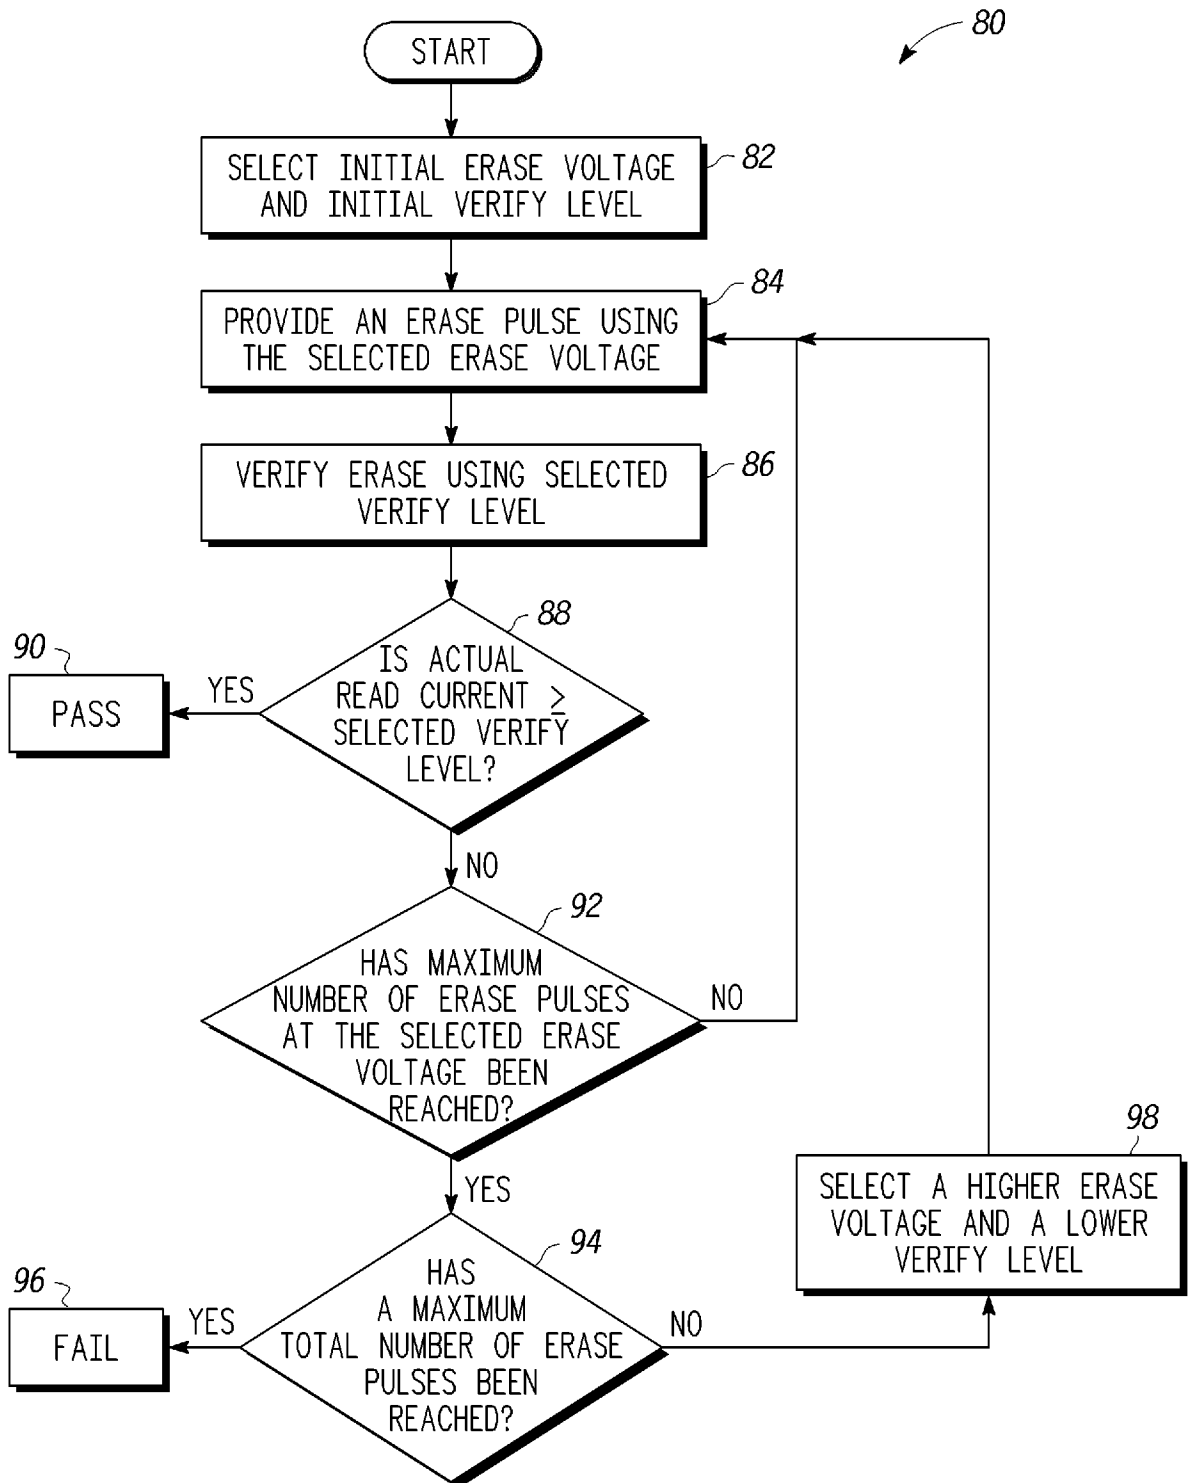 80
START
82
SELECT INITIAL ERASE VOLTAGE
AND INITIAL VERIFY LEVEL
84
PROVIDE AN ERASE PULSE USING
THE SELECTED ERASE VOLTAGE
86
VERIFY ERASE USING SELECTED
VERIFY LEVEL
88
IS ACTUAL
READ CURRENT ≥
SELECTED VERIFY
LEVEL?
YES
90
PASS
NO
92
HAS MAXIMUM
NUMBER OF ERASE PULSES
AT THE SELECTED ERASE
VOLTAGE BEEN
REACHED?
NO
YES
94
HAS
A MAXIMUM
TOTAL NUMBER OF ERASE
PULSES BEEN
REACHED?
YES
96
FAIL
NO
98
SELECT A HIGHER ERASE
VOLTAGE AND A LOWER
VERIFY LEVEL